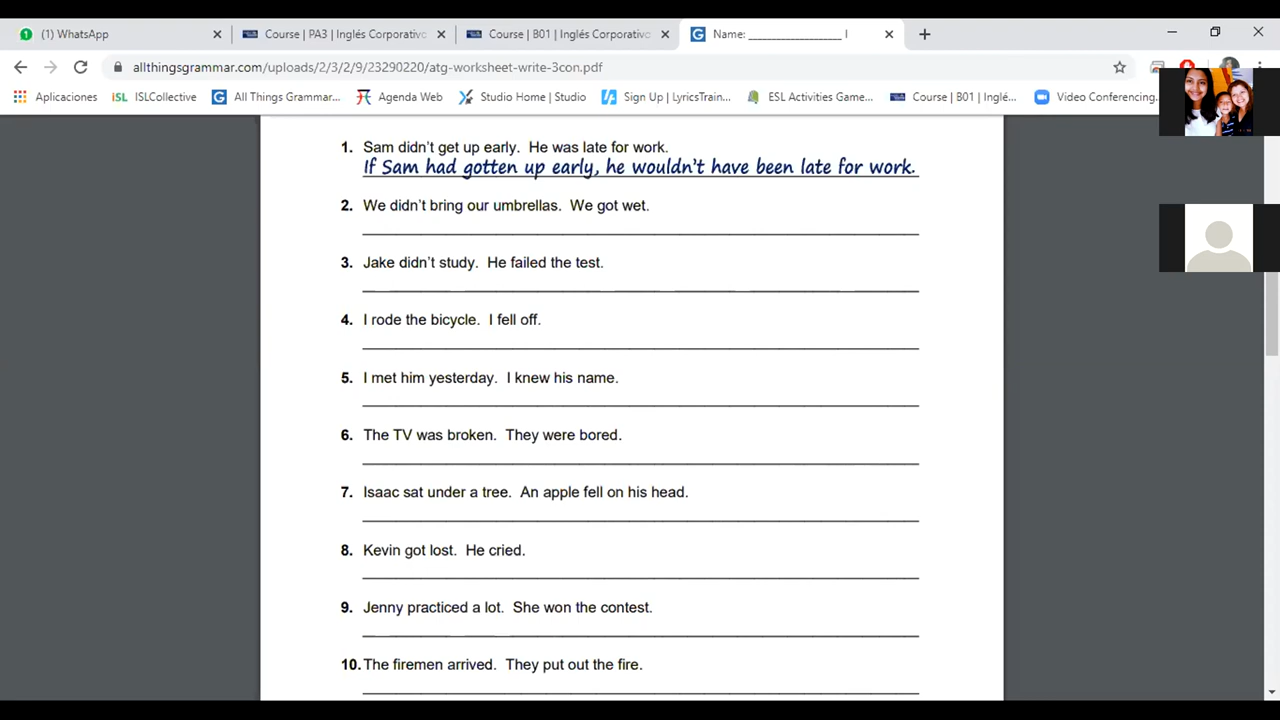 (1) WhatsApp
Course | PA3 | Inglés Corporativo
Course | B01 | Inglés Corporativo
Name: ___________________ I
allthingsgrammar.com/uploads/2/3/2/9/23290220/atg-worksheet-write-3con.pdf
Aplicaciones
iSL ISLCollective
G All Things Grammar...
Agenda Web
Studio Home | Studio
Sign Up | LyricsTrain...
ESL Activities Game...
Course | B01 | Inglé...
Video Conferencing,
1. Sam didn't get up early. He was late for work.
If Sam had gotten up early, he wouldn't have been late for work.
2. We didn't bring our umbrellas. We got wet.
3. Jake didn't study. He failed the test.
4. I rode the bicycle. I fell off.
5. I met him yesterday. I knew his name.
6. The TV was broken. They were bored.
7. Isaac sat under a tree. An apple fell on his head.
8. Kevin got lost. He cried.
9. Jenny practiced a lot. She won the contest.
10. The firemen arrived. They put out the fire.